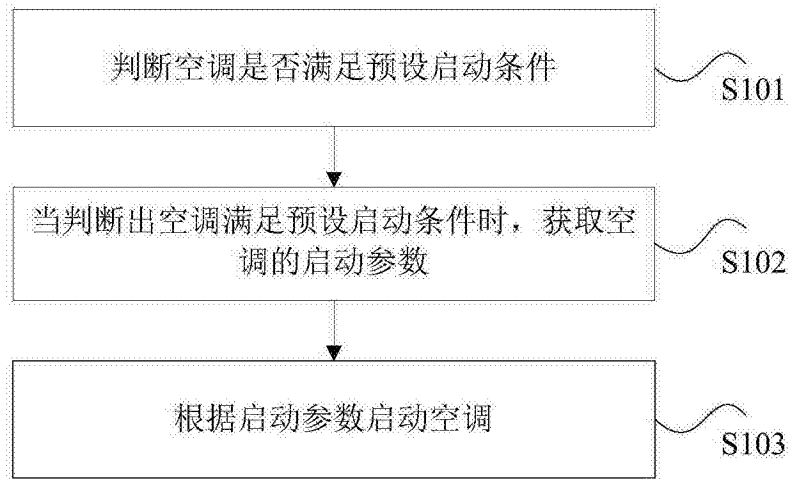 判断空调是否满足预设启动条件
S101
当判断出空调满足预设启动条件时，获取空
调的启动参数
S102
根据启动参数启动空调
S103